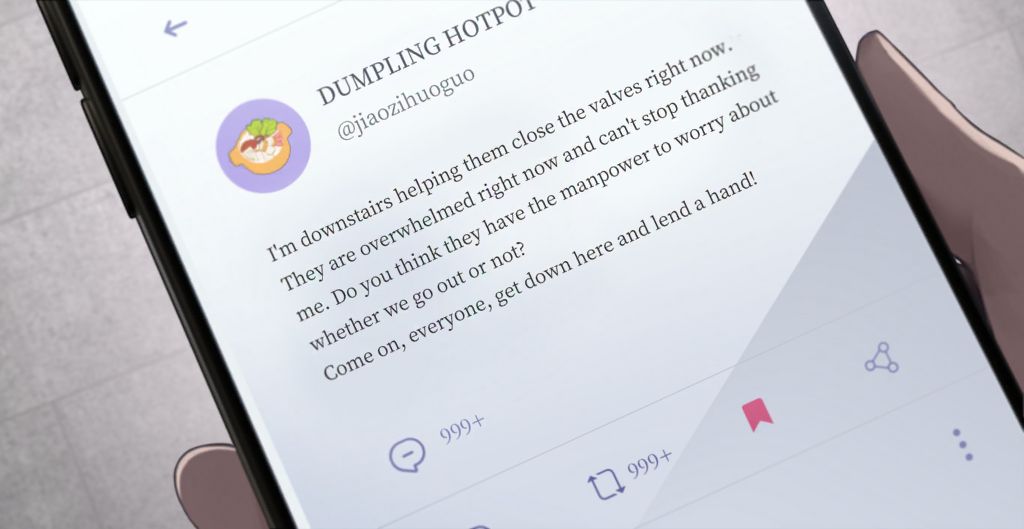 DUMPLING HOTPOT
@jiaozihuoguo
I'm downstairs helping them close the valves right now.
They are overwhelmed right now and can't stop thanking
me. Do you think they have the manpower to worry about
whether we go out or not?
Come on, everyone, get down here and lend a hand!
999+
999+